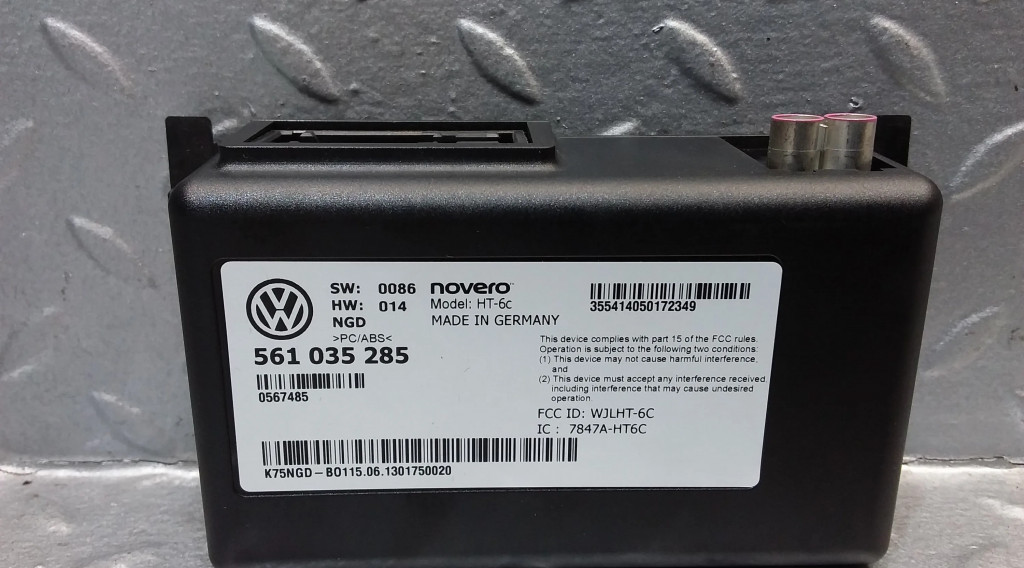 SW: 0086
HW: 014
NGD
>PC/ABS<
561 035 285
0567485
novero™
Model: HT-6c
MADE IN GERMANY
355414050172349
This device complies with part 15 of the FCC rules.
Operation is subject to the following two conditions:
(1) This device may not cause harmful interference,
and
(2) This device must accept any interference received,
including interference that may cause undesired
operation.
FCC ID: WJLHT-6C
IC : 7847A-HT6C
K75NGD-BO115.06.1301750020